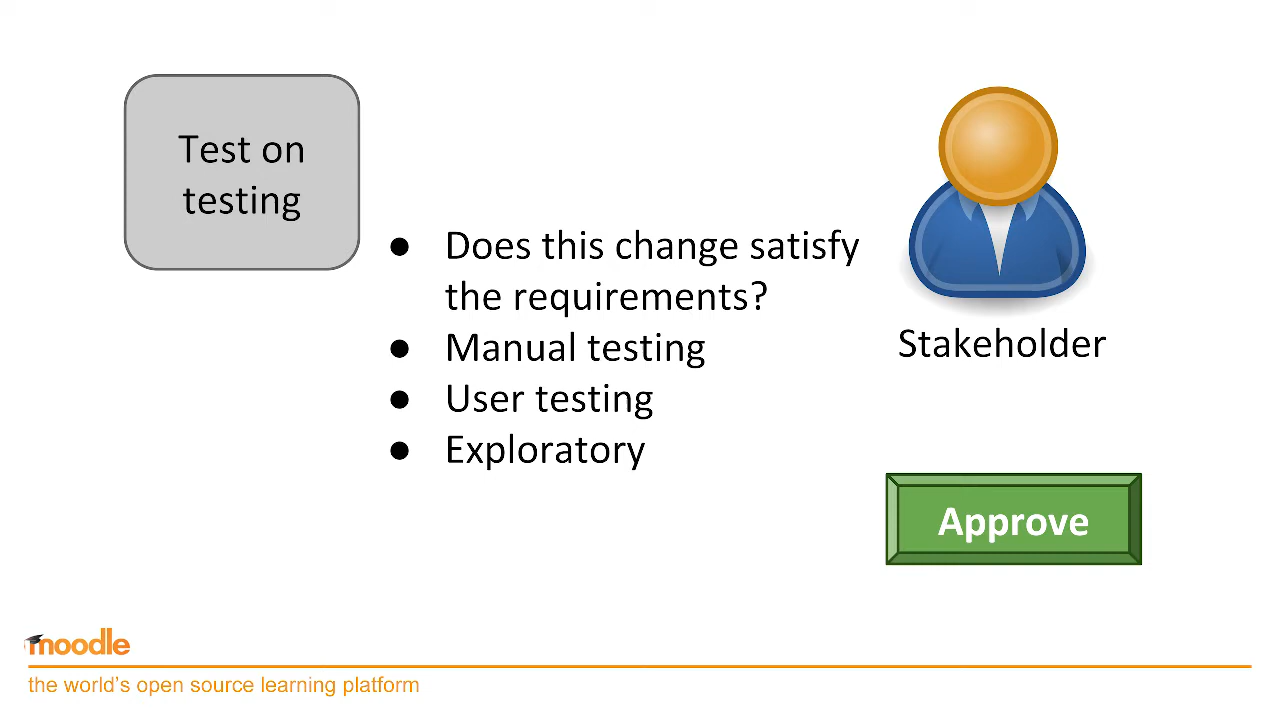 Test on
testing
● Does this change satisfy
the requirements?
● Manual testing
● User testing
● Exploratory
Stakeholder
Approve
moodle
the world's open source learning platform